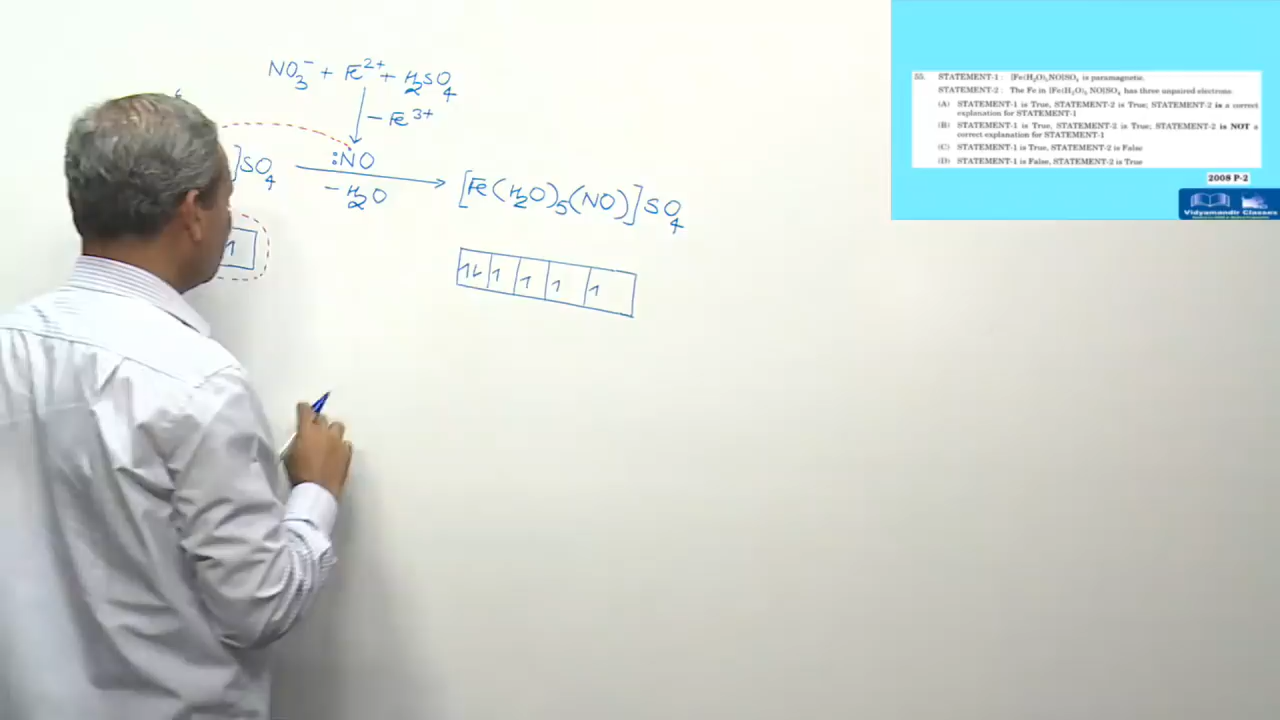 NO₃⁻ + Fe²⁺ + H₂SO₄
- Fe³⁺
]SO₄
:NO
- H₂O
[Fe(H₂O)₅(NO)]SO₄
1
1↓ 1 1 1 1
55. STATEMENT-1 : [Fe(H₂O)₅NO]SO₄ is paramagnetic.
STATEMENT-2 : The Fe in [Fe(H₂O)₅ NO]SO₄ has three unpaired electrons.
(A) STATEMENT-1 is True, STATEMENT-2 is True; STATEMENT-2 is a correct
explanation for STATEMENT-1
(B) STATEMENT-1 is True, STATEMENT-2 is True; STATEMENT-2 is NOT a
correct explanation for STATEMENT-1
(C) STATEMENT-1 is True, STATEMENT-2 is False
(D) STATEMENT-1 is False, STATEMENT-2 is True
2008 P-2
Vidyamandir Classes